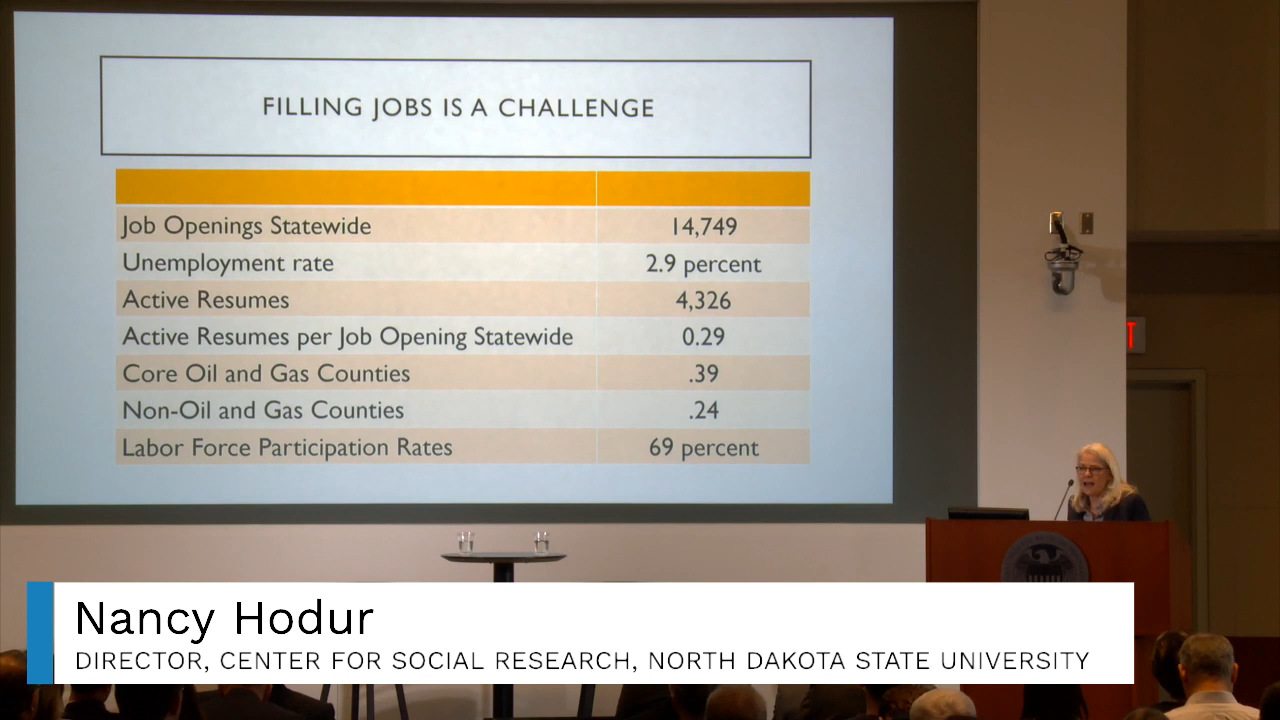 FILLING JOBS IS A CHALLENGE
Job Openings Statewide 14,749
Unemployment rate 2.9 percent
Active Resumes 4,326
Active Resumes per Job Opening Statewide 0.29
Core Oil and Gas Counties .39
Non-Oil and Gas Counties .24
Labor Force Participation Rates 69 percent
Nancy Hodur
DIRECTOR, CENTER FOR SOCIAL RESEARCH, NORTH DAKOTA STATE UNIVERSITY